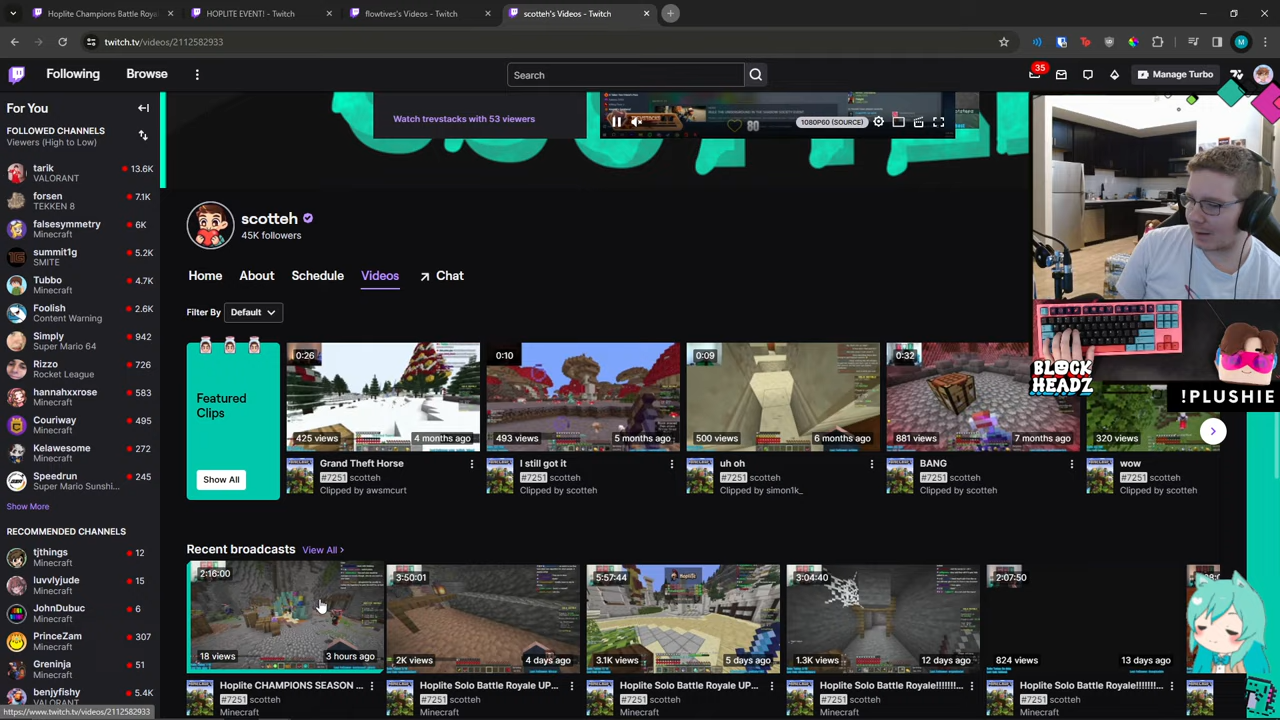 Hoplite Champions Battle Royal
HOPLITE EVENT! - Twitch
flowtives's Videos - Twitch
scotteh's Videos - Twitch
twitch.tv/videos/2112582933
Following
Browse
Search
35
Manage Turbo
For You
FOLLOWED CHANNELS
Viewers (High to Low)
tarik
13.6K
VALORANT
forsen
7.1K
TEKKEN 8
falsesymmetry
6K
Minecraft
summit1g
5.2K
SMITE
Tubbo
4.7K
Minecraft
Foolish
2.6K
Content Warning
Simply
942
Super Mario 64
Rizzo
726
Rocket League
hannahxxrose
583
Minecraft
Couriway
495
Minecraft
Kelawesome
272
Minecraft
Speedrun
245
Super Mario Sunshi...
Show More
RECOMMENDED CHANNELS
tjthings
12
Minecraft
luvvlyjude
15
Minecraft
JohnDubuc
6
Minecraft
PrinceZam
307
Minecraft
Greninja
51
Minecraft
benjyfishy
5.4K
VALORANT
https://www.twitch.tv/videos/2112582933
Watch trevstacks with 53 viewers
80
1080P60 (SOURCE)
scotteh
45K followers
Home
About
Schedule
Videos
Chat
Filter By
Default
Featured
Clips
Show All
0:26
425 views
4 months ago
Grand Theft Horse
#7251 scotteh
Clipped by awsmcurt
0:10
493 views
5 months ago
I still got it
#7251 scotteh
Clipped by scotteh
0:09
500 views
6 months ago
uh oh
#7251 scotteh
Clipped by simon1k_
0:32
881 views
7 months ago
BANG
#7251 scotteh
Clipped by scotteh
320 views
wow
#7251 scotteh
Clipped by scotteh
Recent broadcasts
View All
2:16:00
18 views
3 hours ago
Hoplite CHAMPIONS SEASON ...
#7251 scotteh
Minecraft
3:50:01
2K views
4 days ago
Hoplite Solo Battle Royale UP...
#7251 scotteh
Minecraft
5:57:44
3.1K views
5 days ago
Hoplite Solo Battle Royale UP...
#7251 scotteh
Minecraft
3:04:40
1.3K views
12 days ago
Hoplite Solo Battle Royale!!!!!!!...
#7251 scotteh
Minecraft
2:07:50
824 views
13 days ago
Hoplite Solo Battle Royale!!!!!!!...
#7251 scotteh
Minecraft
BLOCK
HEADZ
!PLUSHIE